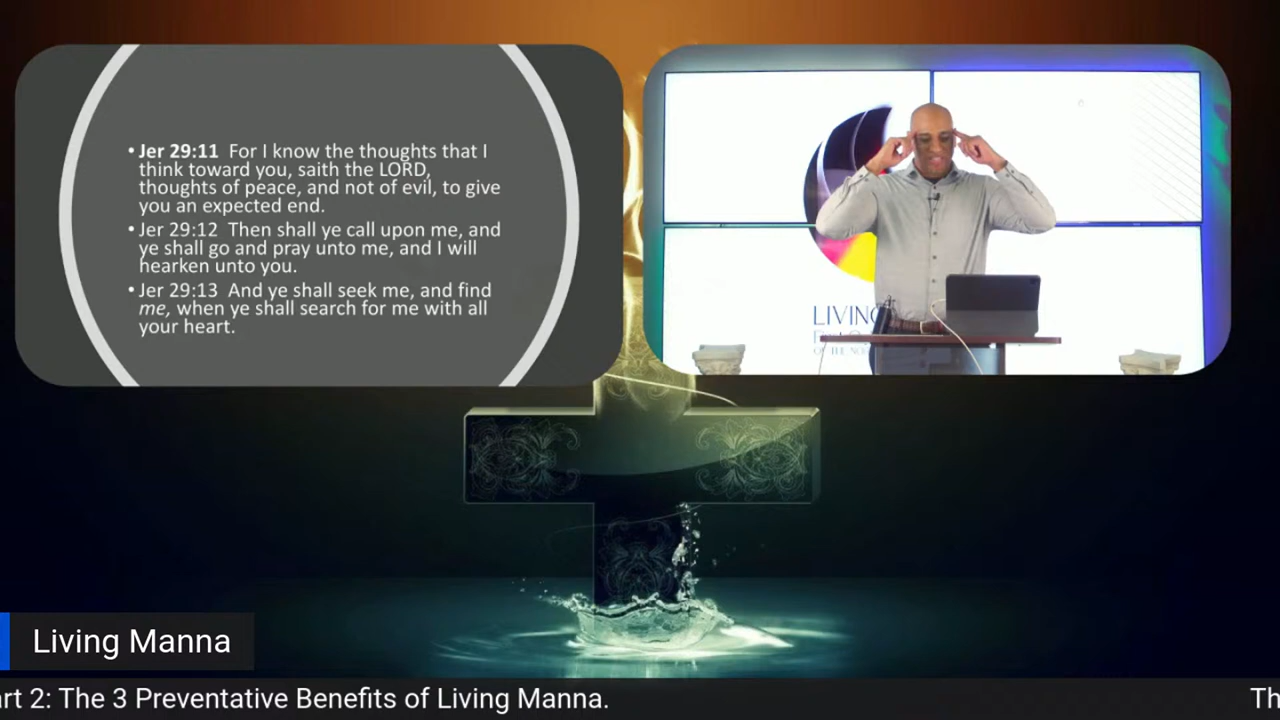 • Jer 29:11 For I know the thoughts that I
think toward you, saith the LORD,
thoughts of peace, and not of evil, to give
you an expected end.
• Jer 29:12 Then shall ye call upon me, and
ye shall go and pray unto me, and I will
hearken unto you.
• Jer 29:13 And ye shall seek me, and find
me, when ye shall search for me with all
your heart.
LIVING
Living Manna
art 2: The 3 Preventative Benefits of Living Manna.
Th